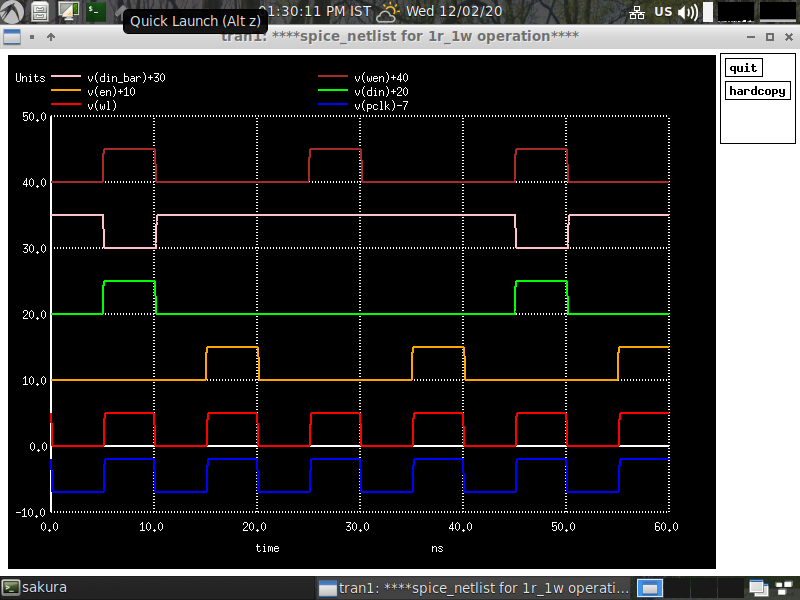 Quick Launch (Alt z)
1:30:11 PM IST
Wed 12/02/20
US
tran1: ****spice_netlist for 1r_1w operation****
quit
hardcopy
Units
v(din_bar)+30
v(wen)+40
v(en)+10
v(din)+20
v(wl)
v(pclk)-7
50.0
40.0
30.0
20.0
10.0
0.0
-10.0
0.0 10.0 20.0 30.0 40.0 50.0 60.0
time ns
sakura
tran1: ****spice_netlist for 1r_1w operati...